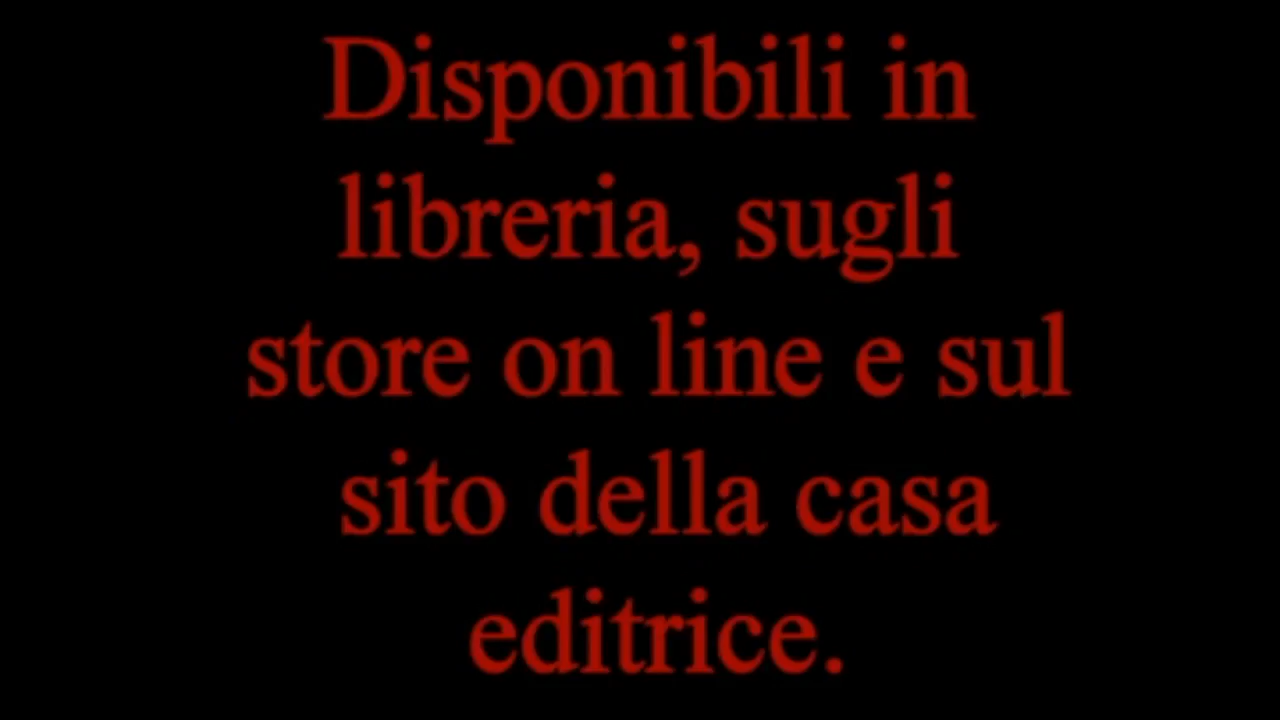 Disponibili in
libreria, sugli
store on line e sul
sito della casa
editrice.